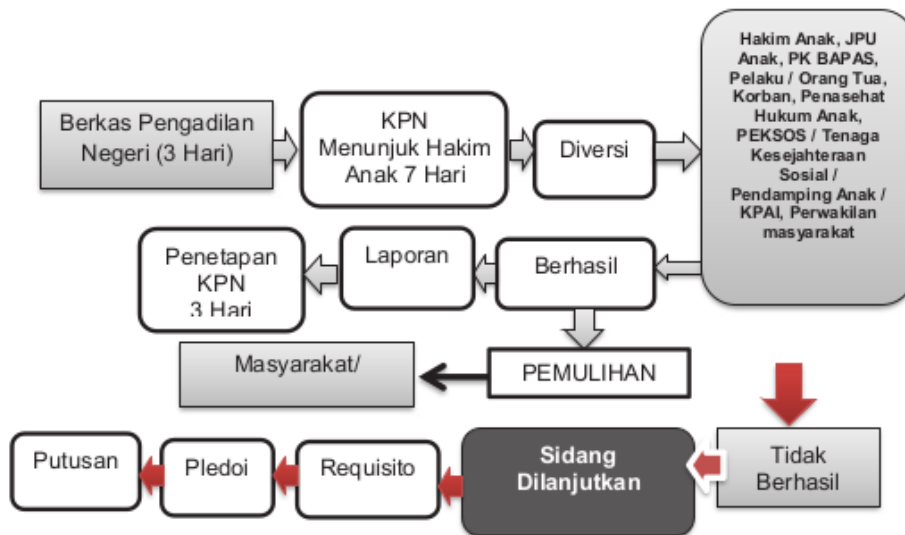 Berkas Pengadilan
Negeri (3 Hari)
KPN
Menunjuk Hakim
Anak 7 Hari
Diversi
Hakim Anak, JPU
Anak, PK BAPAS,
Pelaku / Orang Tua,
Korban, Penasehat
Hukum Anak,
PEKSOS / Tenaga
Kesejahteraan
Sosial /
Pendamping Anak /
KPAI, Perwakilan
masyarakat
Penetapan
KPN
3 Hari
Laporan
Berhasil
Masyarakat/
PEMULIHAN
Putusan
Pledoi
Requisito
Sidang
Dilanjutkan
Tidak
Berhasil